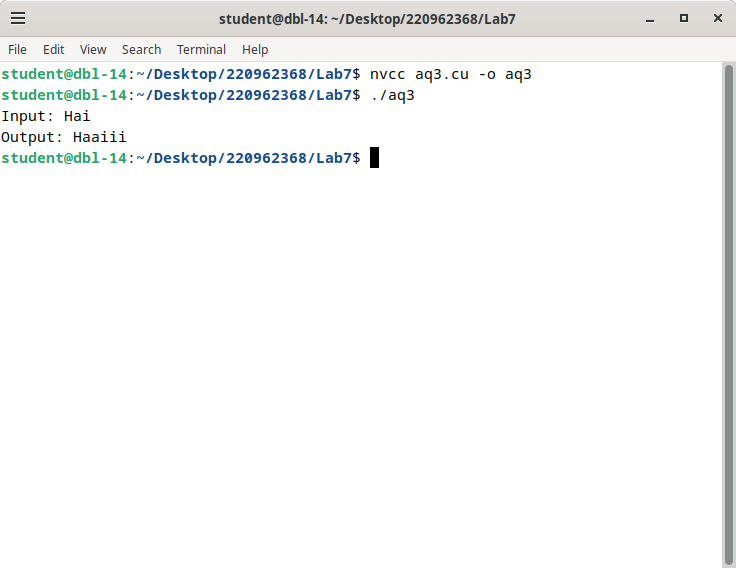 student@dbl-14: ~/Desktop/220962368/Lab7
File Edit View Search Terminal Help
student@dbl-14:~/Desktop/220962368/Lab7$ nvcc aq3.cu -o aq3
student@dbl-14:~/Desktop/220962368/Lab7$ ./aq3
Input: Hai
Output: Haaiii
student@dbl-14:~/Desktop/220962368/Lab7$